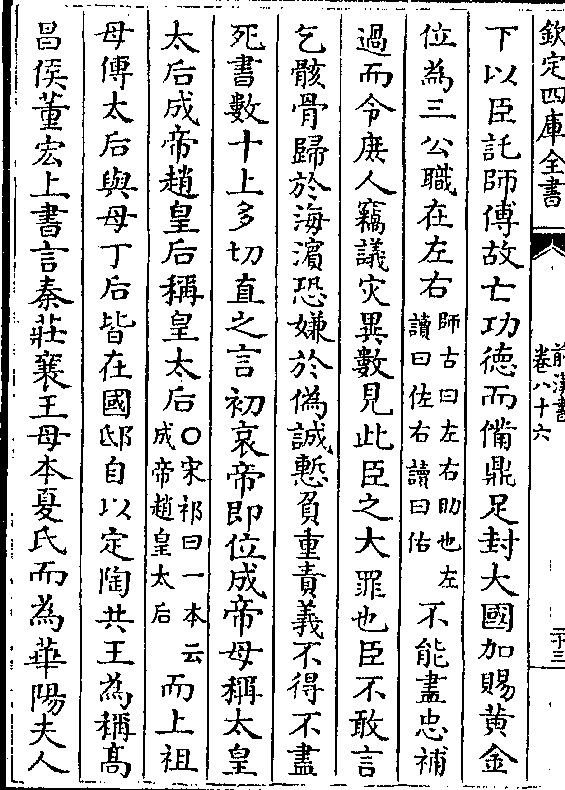 欽定四庫全書
前漢書
卷八十六
二十三
下以臣託師傅故亡功德而備鼎足封大國加賜黃金
位為三公職在左右師古曰左右助也左讀曰佐右讀曰佑不能盡忠補
過而令庶人竊議灾異數見此臣之大罪也臣不敢言
乞骸骨歸於海濱恐嫌於偽誠慙負重責義不得不盡
死書數十上多切直之言初哀帝即位成帝母稱太皇
太后成帝趙皇后稱皇太后○宋祁曰一本云成帝趙皇太后而上祖
母傅太后與母丁后皆在國邸自以定陶共王為稱髙
昌侯董宏上書言秦莊襄王母本夏氏而為華陽夫人